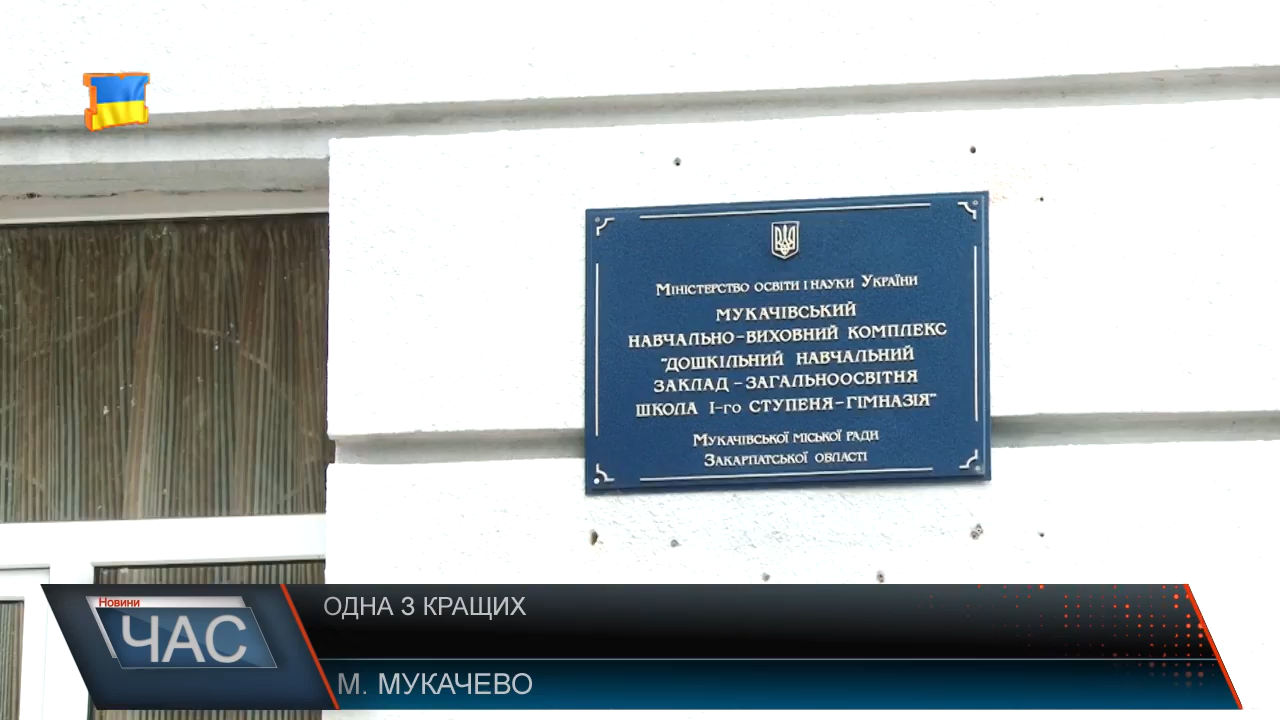 Міністерство освіти і науки України
МУКАЧІВСЬКИЙ
НАВЧАЛЬНО-ВИХОВНИЙ КОМПЛЕКС
"ДОШКІЛЬНИЙ НАВЧАЛЬНИЙ
ЗАКЛАД - ЗАГАЛЬНООСВІТНЯ
ШКОЛА І-го СТУПЕНЯ-ГІМНАЗІЯ"
Мукачівської міської ради
Закарпатської області
Новини
ЧАС
ОДНА З КРАЩИХ
М. МУКАЧЕВО